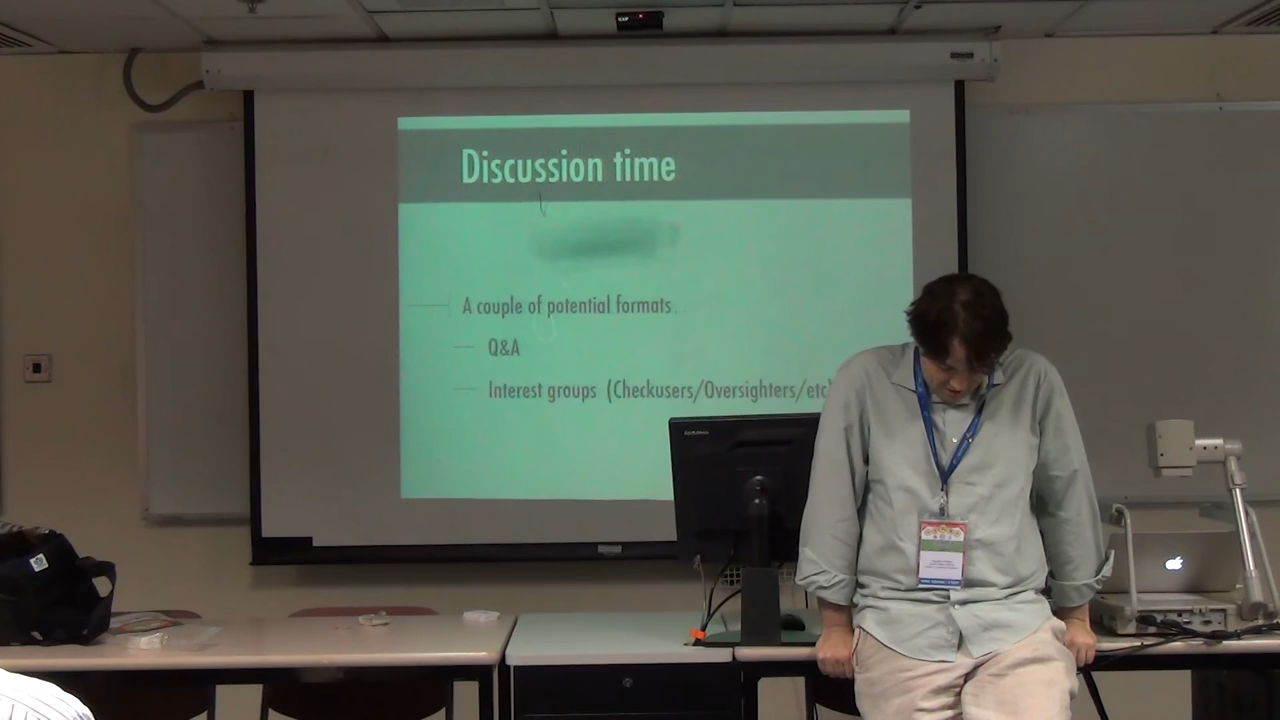 Discussion time
A couple of potential formats.
Q&A
Interest groups (Checkusers/Oversighters/etc)